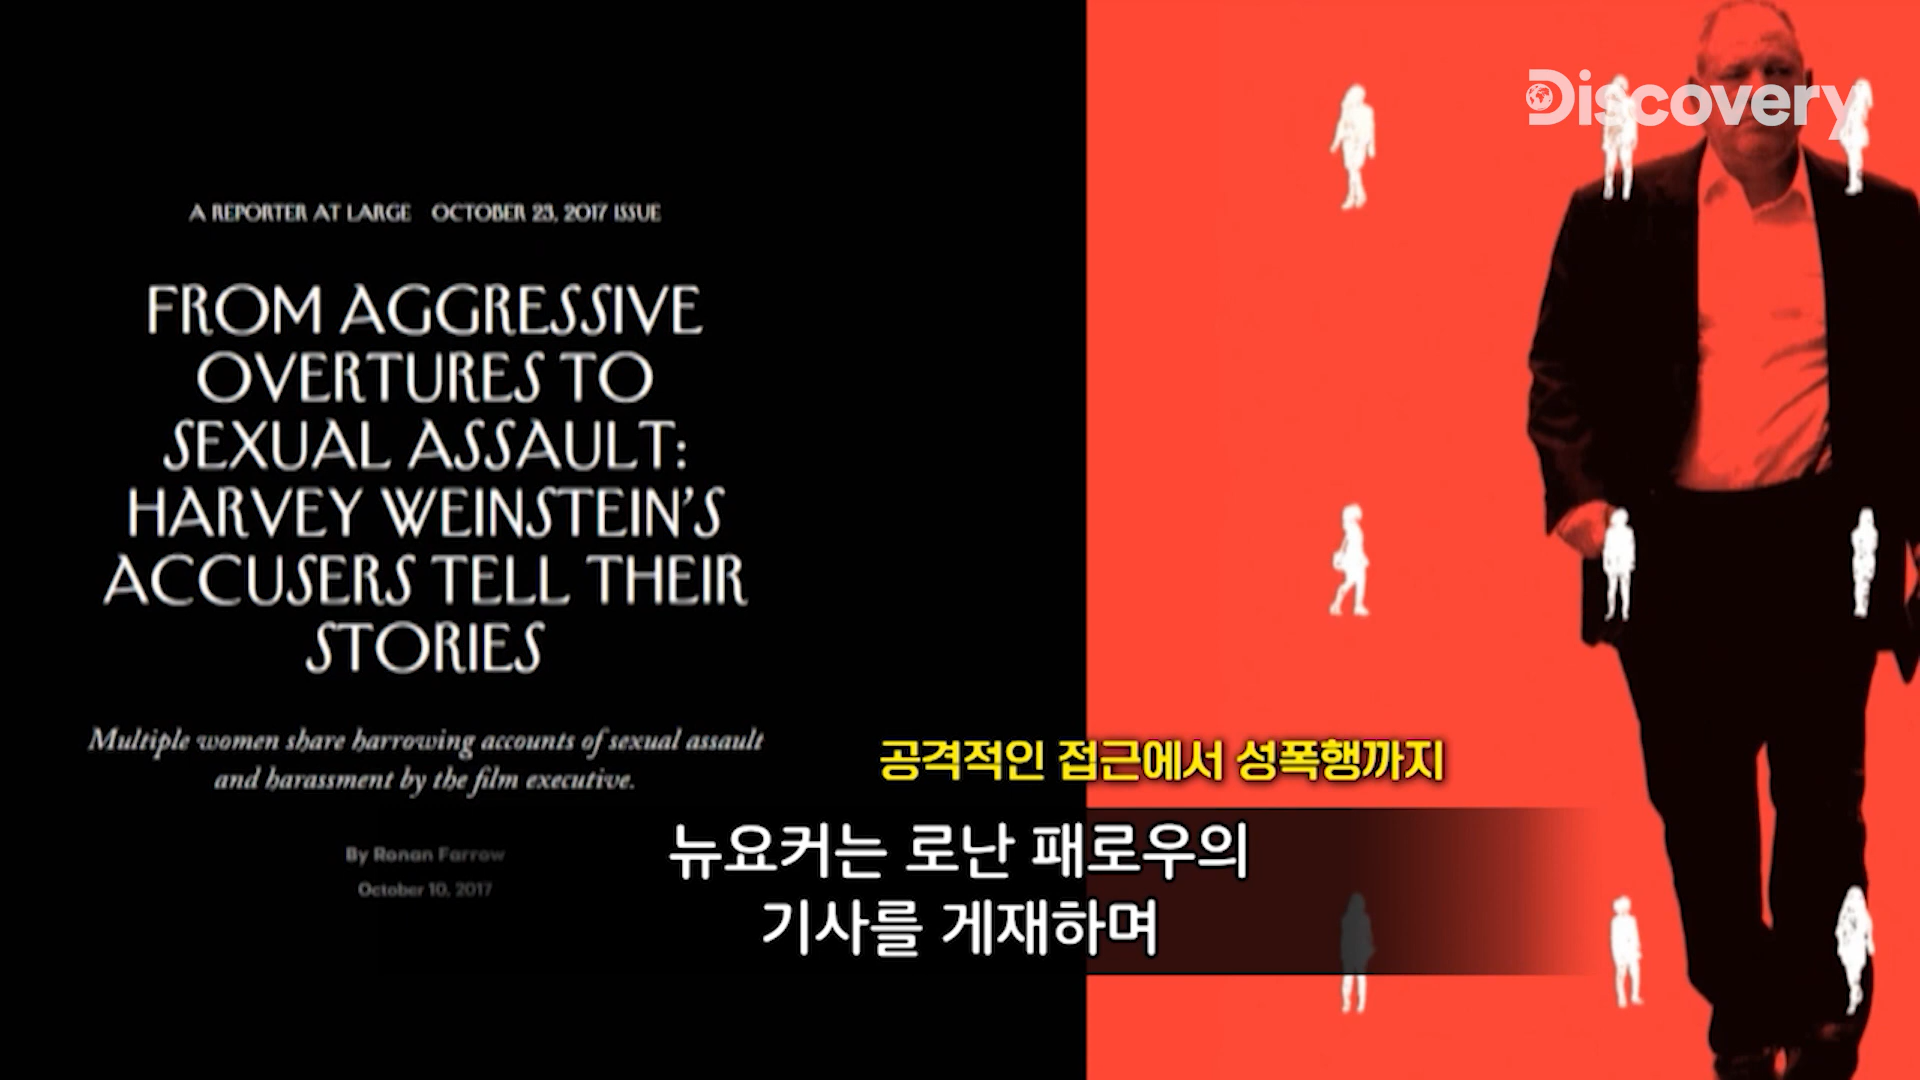 Discovery
A REPORTER AT LARGE OCTOBER 23, 2017 ISSUE
FROM AGGRESSIVE
OVERTURES TO
SEXUAL ASSAULT:
HARVEY WEINSTEIN'S
ACCUSERS TELL THEIR
STORIES
Multiple women share harrowing accounts of sexual assault
and harassment by the film executive.
By Ronan Farrow
October 10, 2017
공격적인 접근에서 성폭행까지
뉴요커는 로난 패로우의
기사를 게재하며